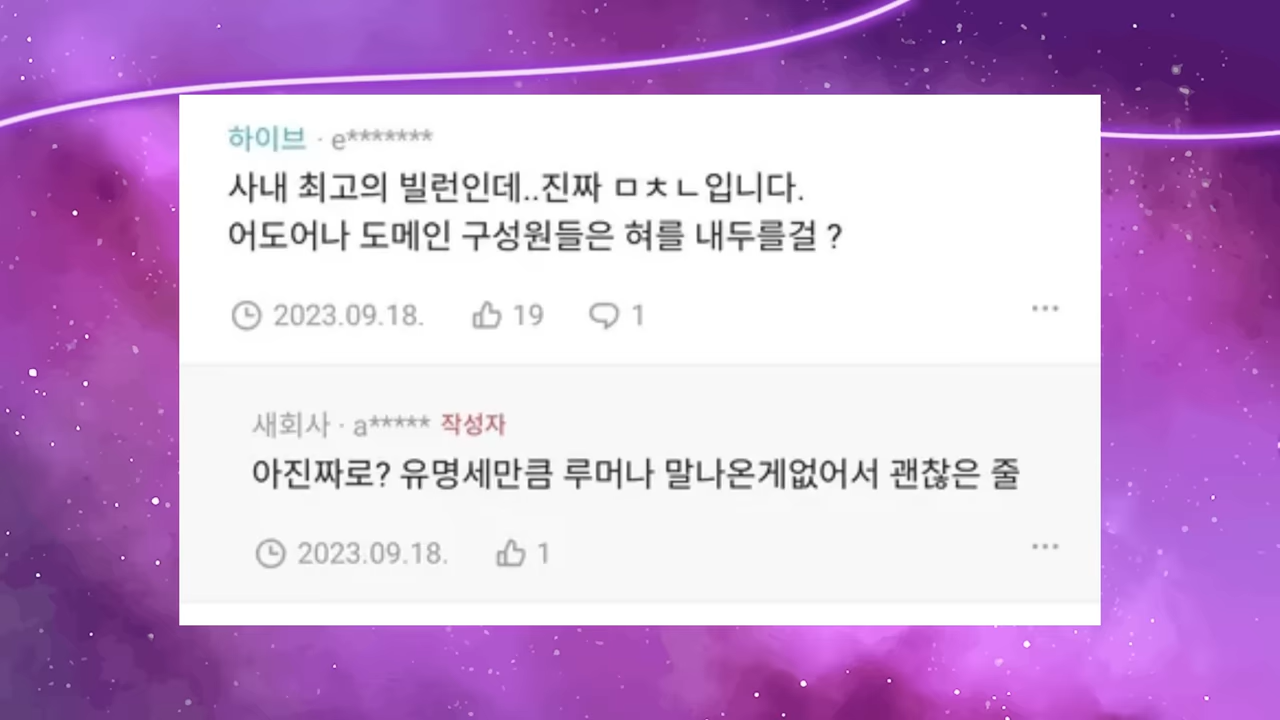 하이브 · e*******
사내 최고의 빌런인데..진짜 ㅁㅊㄴ입니다.
어도어나 도메인 구성원들은 혀를 내두를걸 ?
2023.09.18. 19 1
새회사 · a***** 작성자
아진짜로? 유명세만큼 루머나 말나온게없어서 괜찮은 줄
2023.09.18. 1